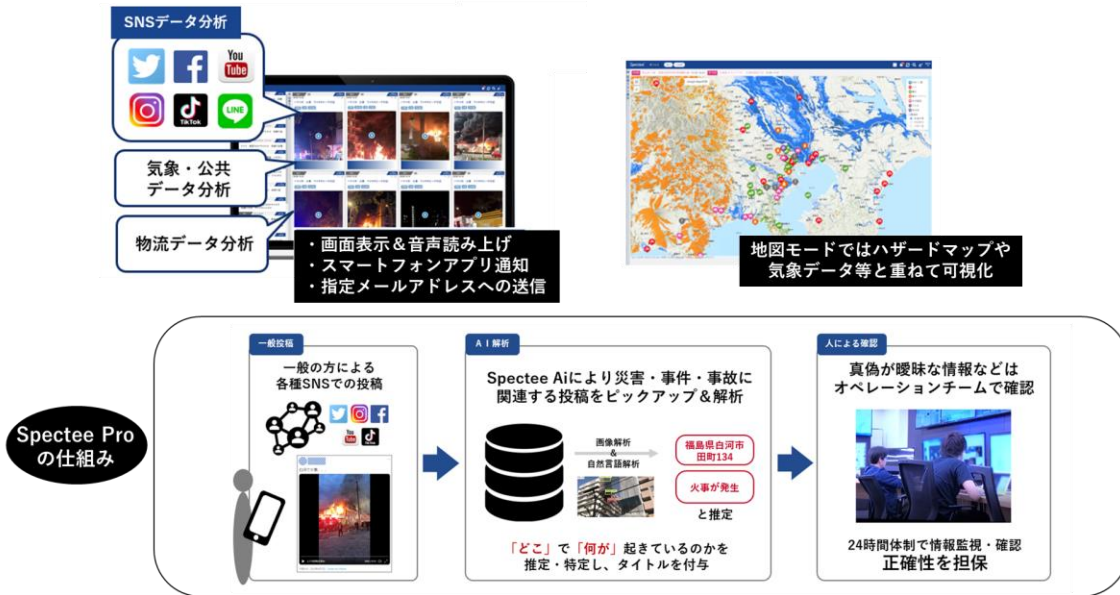 SNSデータ分析
You
Tube
TikTok
LINE
気象・公共
データ分析
物流データ分析
・画面表示＆音声読み上げ
・スマートフォンアプリ通知
・指定メールアドレスへの送信
Spectee
地図モードではハザードマップや
気象データ等と重ねて可視化
Spectee Pro
の仕組み
一般投稿
一般の方による
各種SNSでの投稿
You
Tube
TikTok
AI解析
Spectee Aiにより災害・事件・事故に
関連する投稿をピックアップ＆解析
画像解析
&
自然言語解析
福島県白河市
田町134
火事が発生
と推定
「どこ」で「何が」起きているのかを
推定・特定し、タイトルを付与
人による確認
真偽が曖昧な情報などは
オペレーションチームで確認
24時間体制で情報監視・確認
正確性を担保